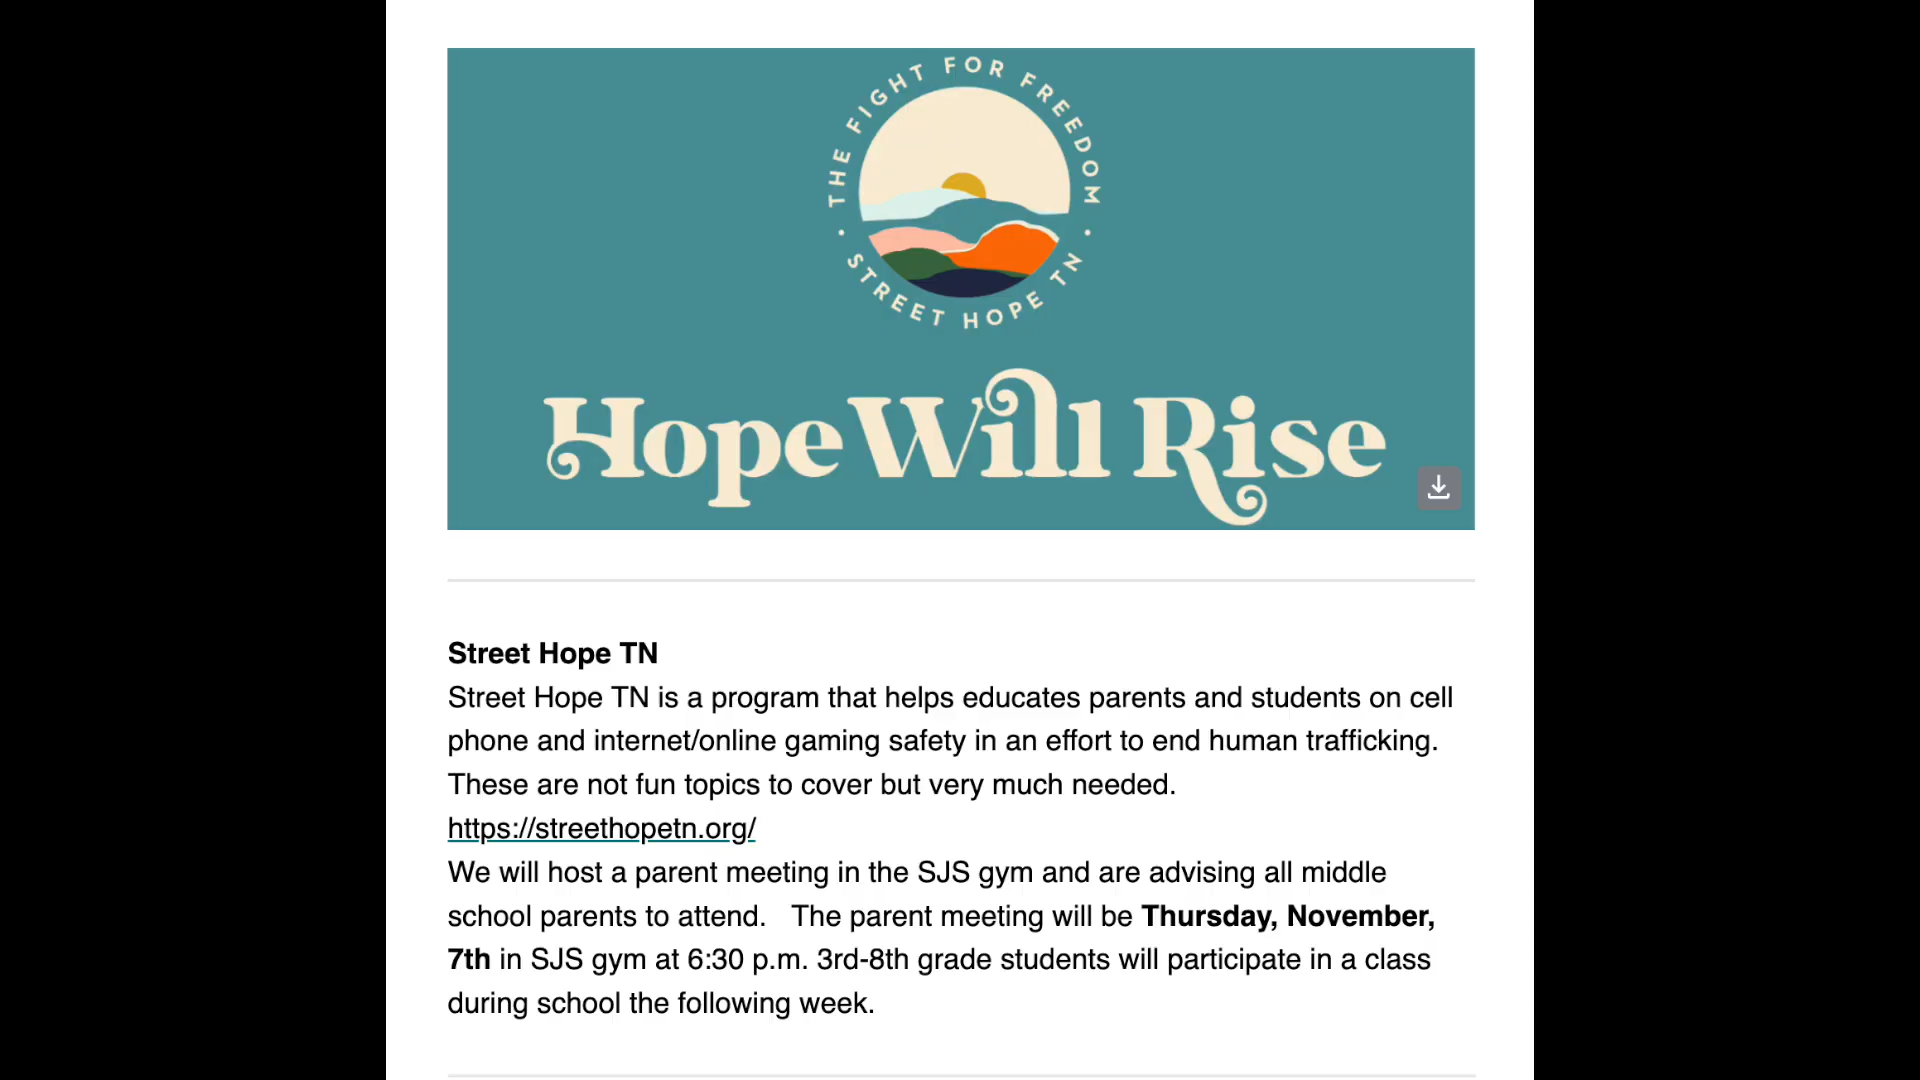 THE FIGHT FOR FREEDOM
• STREET HOPE TN •
Hope Will Rise
Street Hope TN
Street Hope TN is a program that helps educates parents and students on cell
phone and internet/online gaming safety in an effort to end human trafficking.
These are not fun topics to cover but very much needed.
https://streethopetn.org/
We will host a parent meeting in the SJS gym and are advising all middle
school parents to attend.   The parent meeting will be Thursday, November,
7th in SJS gym at 6:30 p.m. 3rd-8th grade students will participate in a class
during school the following week.